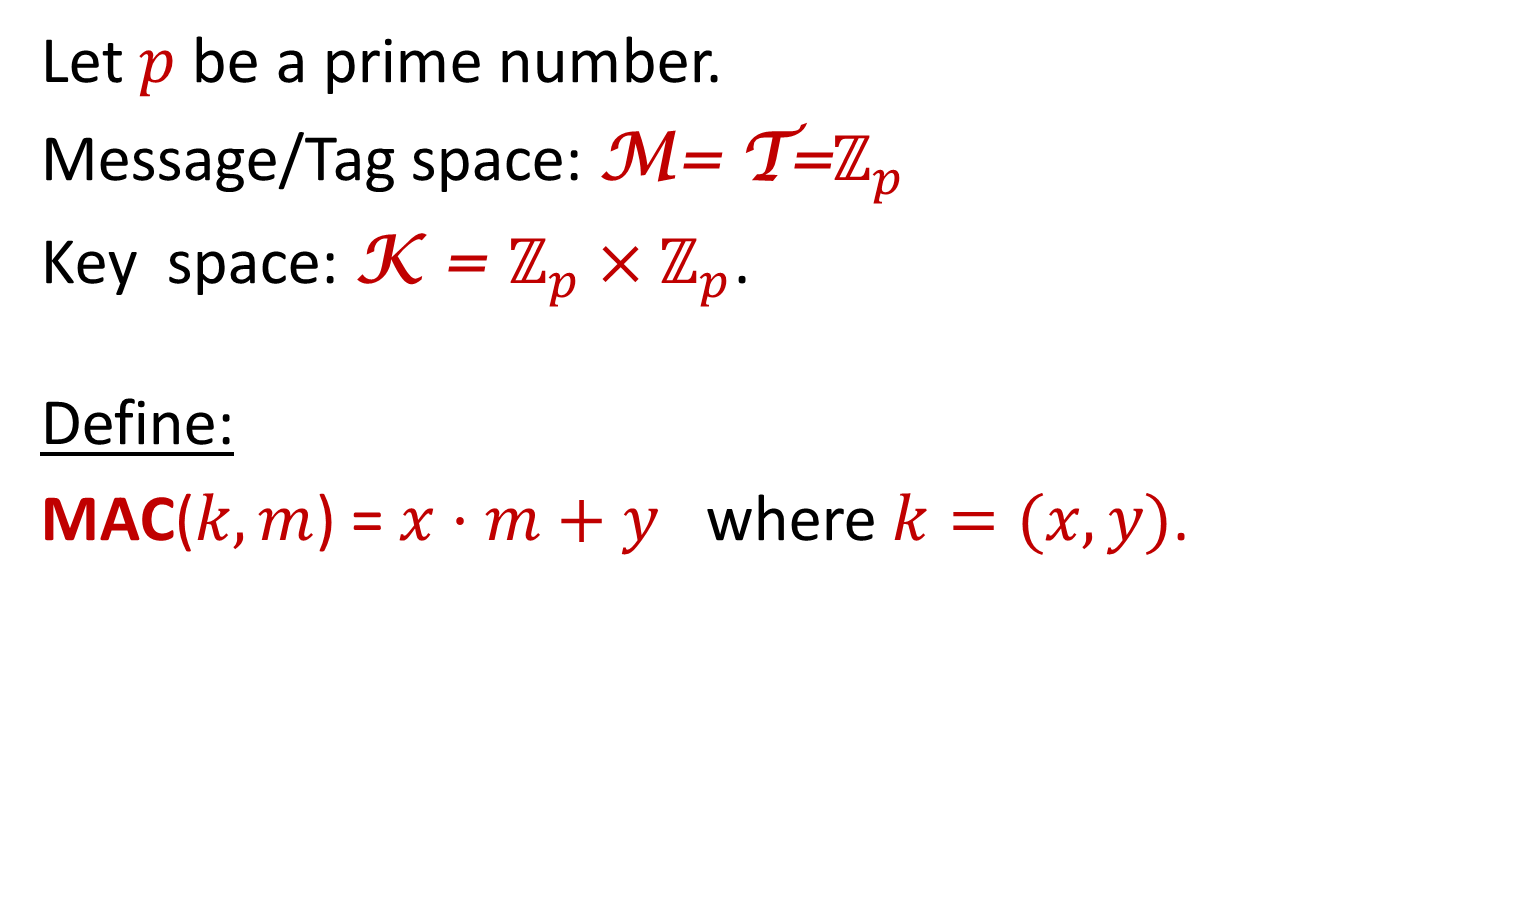 Let 𝑝 be a prime number.
Message/Tag space: 𝓜= 𝓣=ℤ𝑝
Key space: 𝓚 = ℤ𝑝 × ℤ𝑝.
Define:
MAC(𝑘, 𝑚) = 𝑥 · 𝑚 + 𝑦 where 𝑘 = (𝑥, 𝑦).